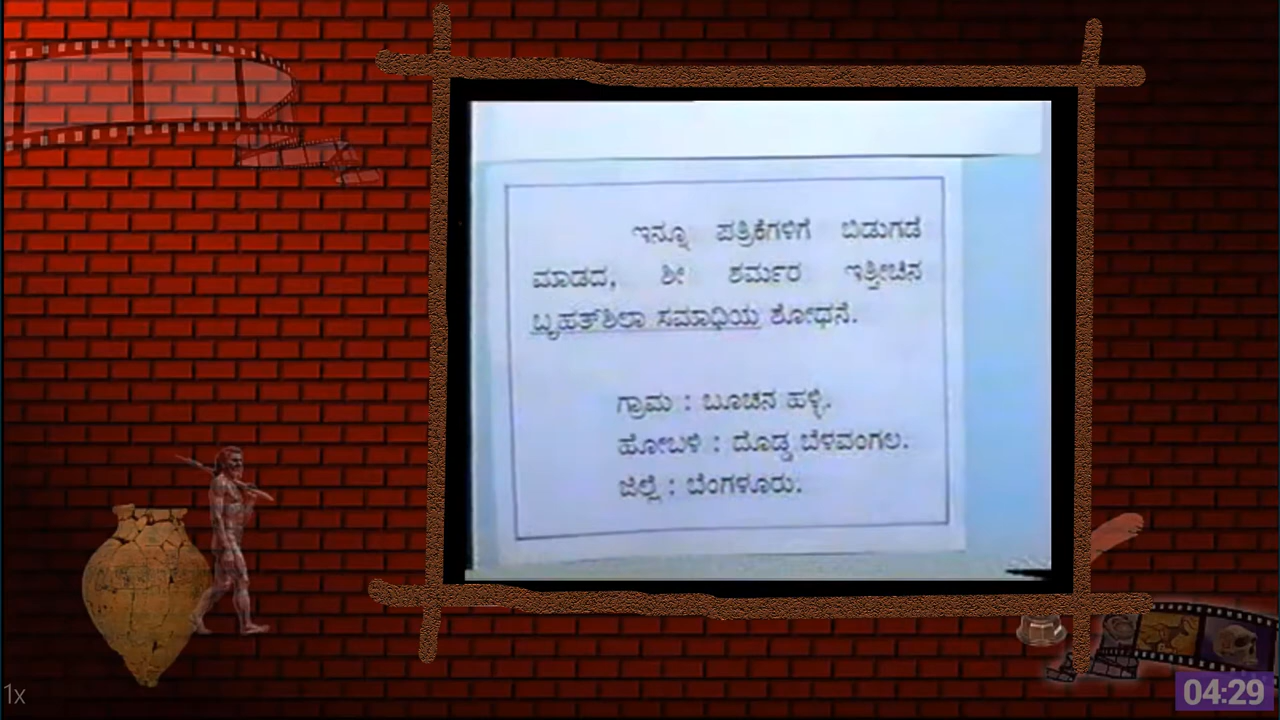 ಇನ್ನೂ ಪತ್ರಿಕೆಗಳಿಗೆ ಬಿಡುಗಡೆ
ಮಾಡದ, ಶ್ರೀ ಶರ್ಮರ ಇತ್ತೀಚಿನ
ಬೃಹತ್‌ಶಿಲಾ ಸಮಾಧಿಯ ಶೋಧನೆ.
ಗ್ರಾಮ : ಬೂಚನ ಹಳ್ಳಿ.
ಹೋಬಳಿ : ದೊಡ್ಡ ಬೆಳವಂಗಲ.
ಜಿಲ್ಲೆ : ಬೆಂಗಳೂರು.
1x
04:29